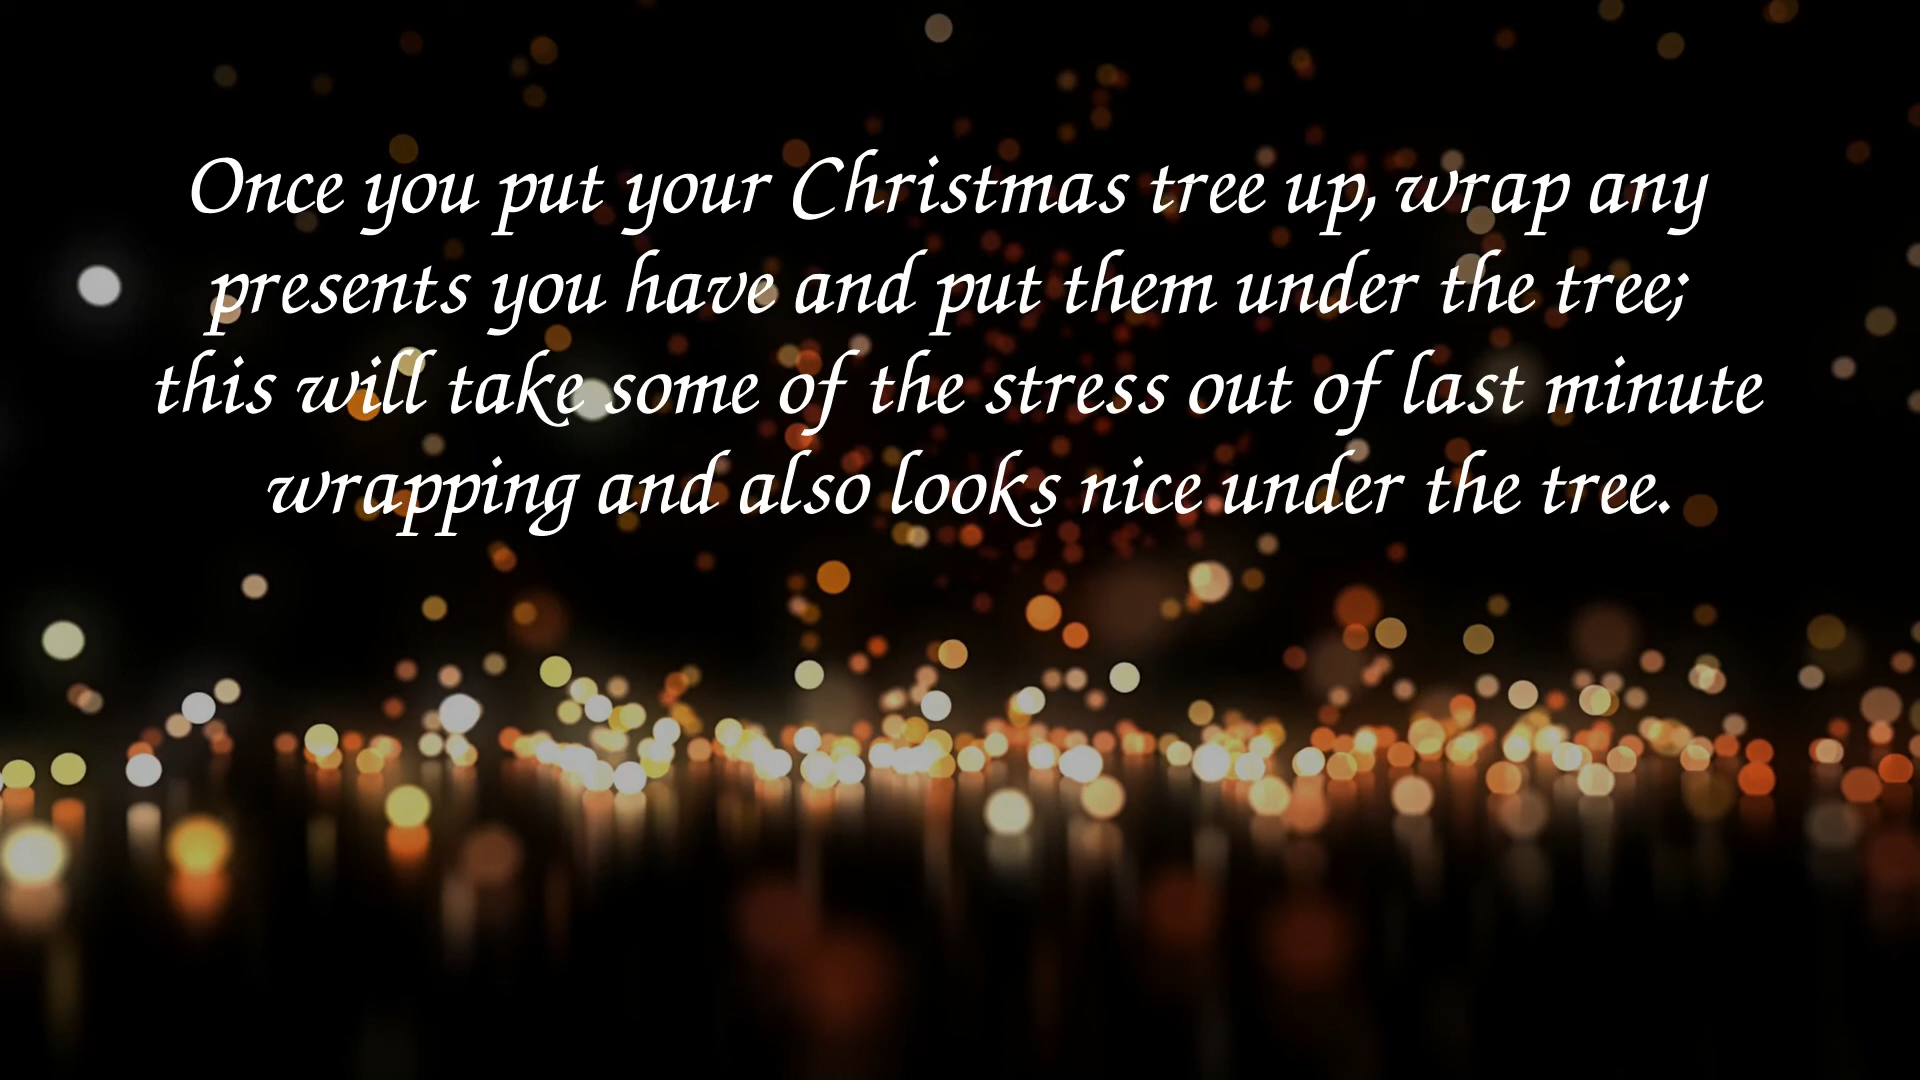 Once you put your Christmas tree up, wrap any
presents you have and put them under the tree;
this will take some of the stress out of last minute
wrapping and also looks nice under the tree.